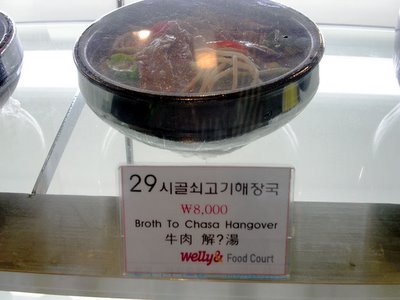 29 시골쇠고기해장국
₩8,000
Broth To Chasa Hangover
牛肉 解?湯
Welly& Food Court